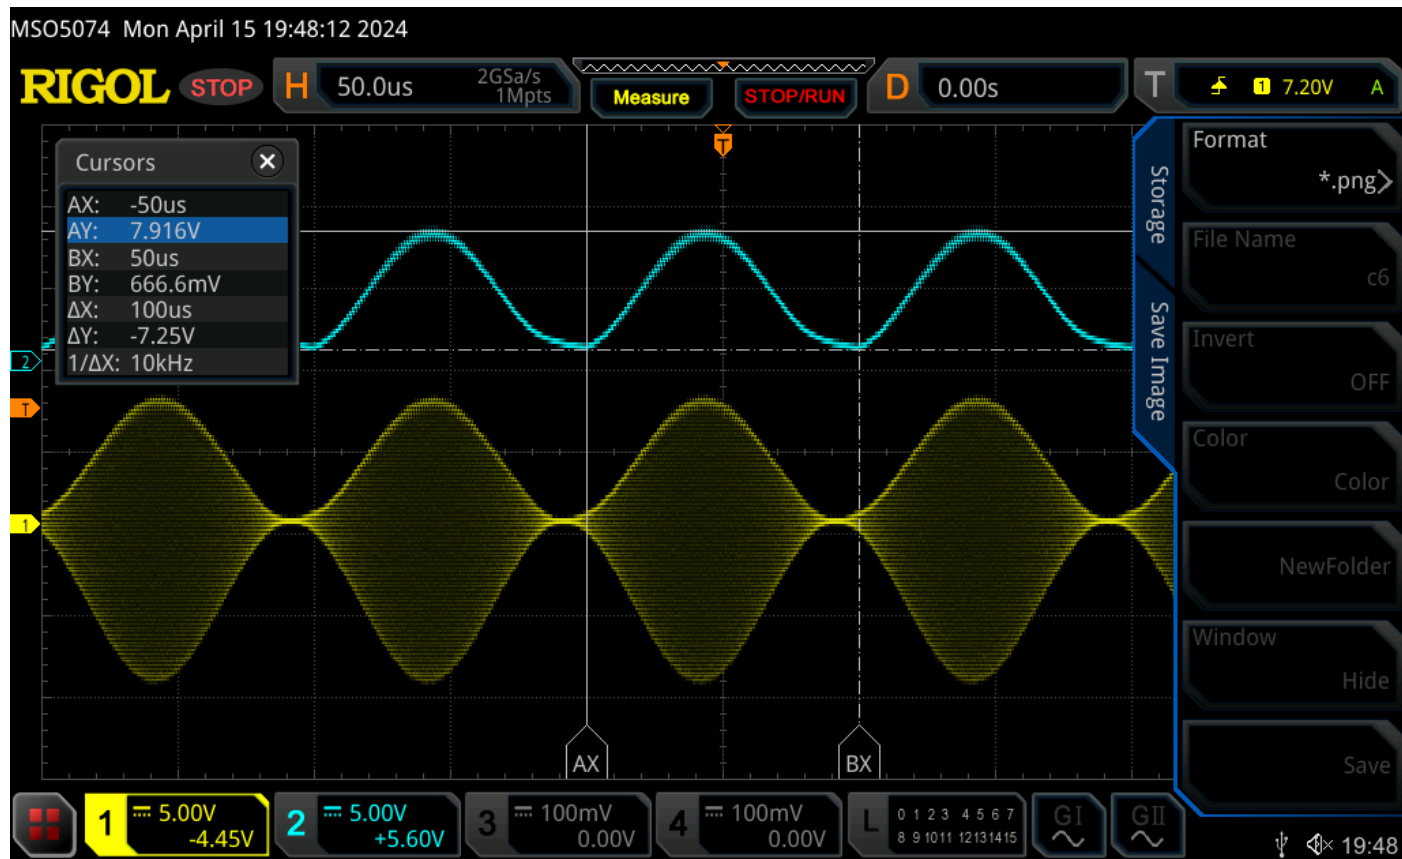 MSO5074 Mon April 15 19:48:12 2024
RIGOL STOP H 50.0us 2GSa/s 1Mpts Measure STOP/RUN D 0.00s T 1 7.20V A
T
Cursors
AX: -50us
AY: 7.916V
BX: 50us
BY: 666.6mV
ΔX: 100us
ΔY: -7.25V
1/ΔX: 10kHz
2
T
1
AX
BX
Storage
Save Image
Format
*.png>
File Name
c6
Invert
OFF
Color
Color
NewFolder
Window
Hide
Save
1 5.00V -4.45V
2 5.00V +5.60V
3 100mV 0.00V
4 100mV 0.00V
L 0 1 2 3 4 5 6 7
8 9 10 11 12 13 14 15
GI
GII
19:48